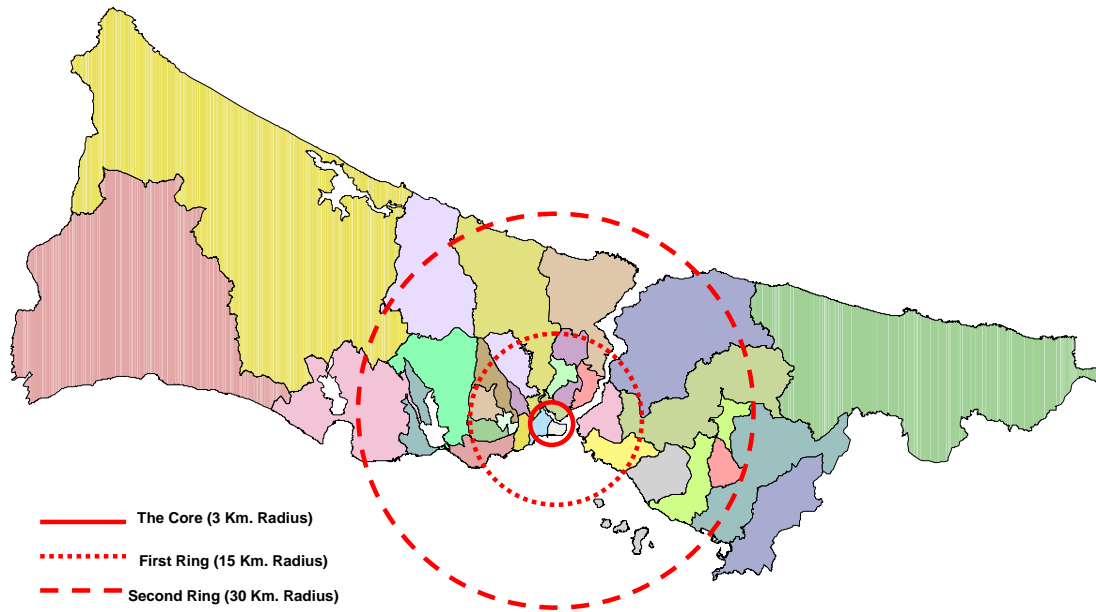 The Core (3 Km. Radius)
First Ring (15 Km. Radius)
Second Ring (30 Km. Radius)